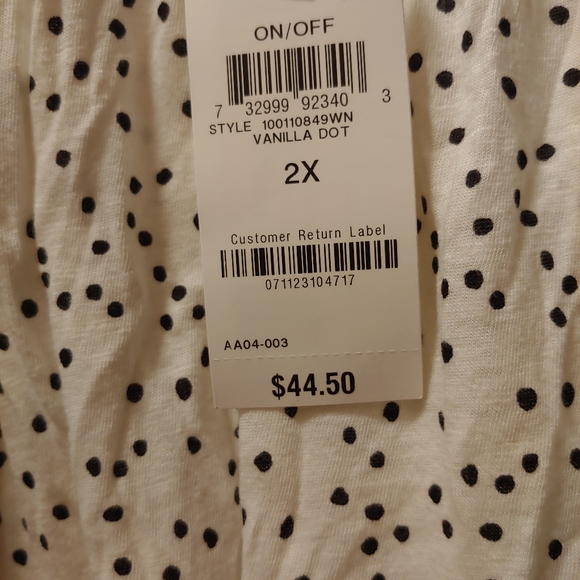 ON/OFF
7 32999 92340 3
STYLE 100110849WN
VANILLA DOT
2X
Customer Return Label
071123104717
AA04-003
$44.50